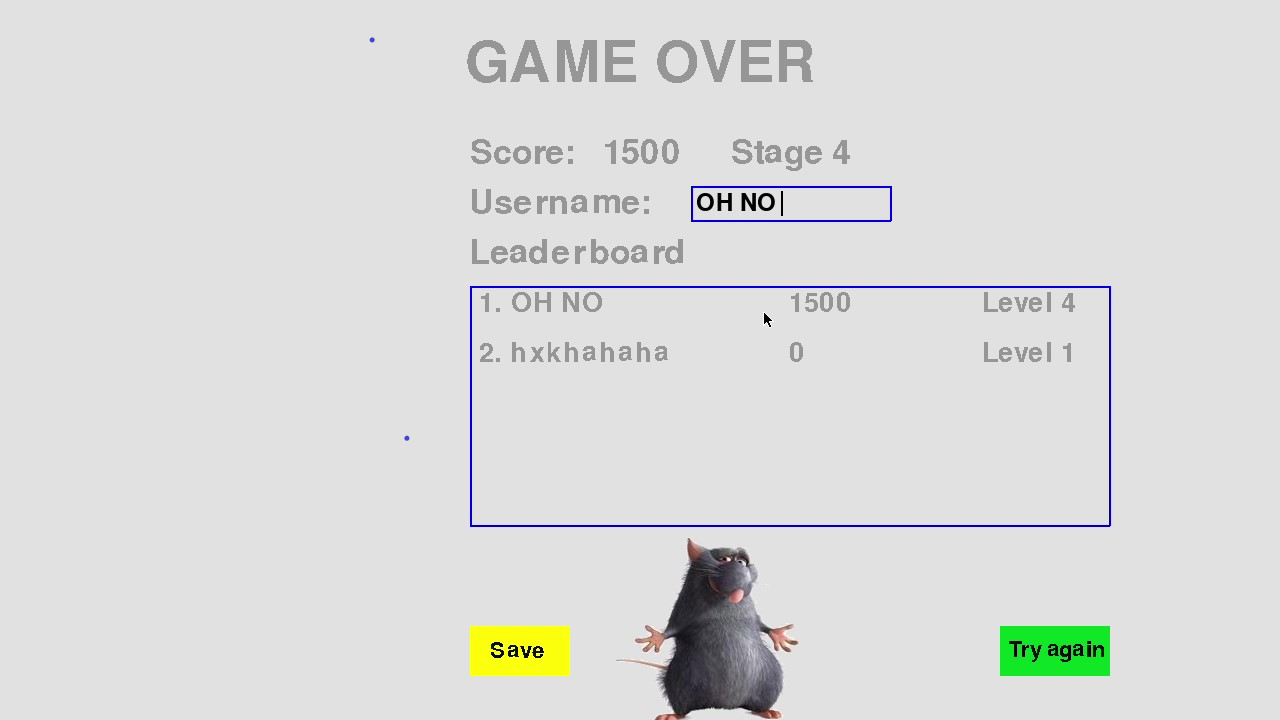 GAME OVER
Score: 1500 Stage 4
Username: OH NO
Leaderboard
1. OH NO 1500 Level 4
2. hxkhahaha 0 Level 1
Save Try again